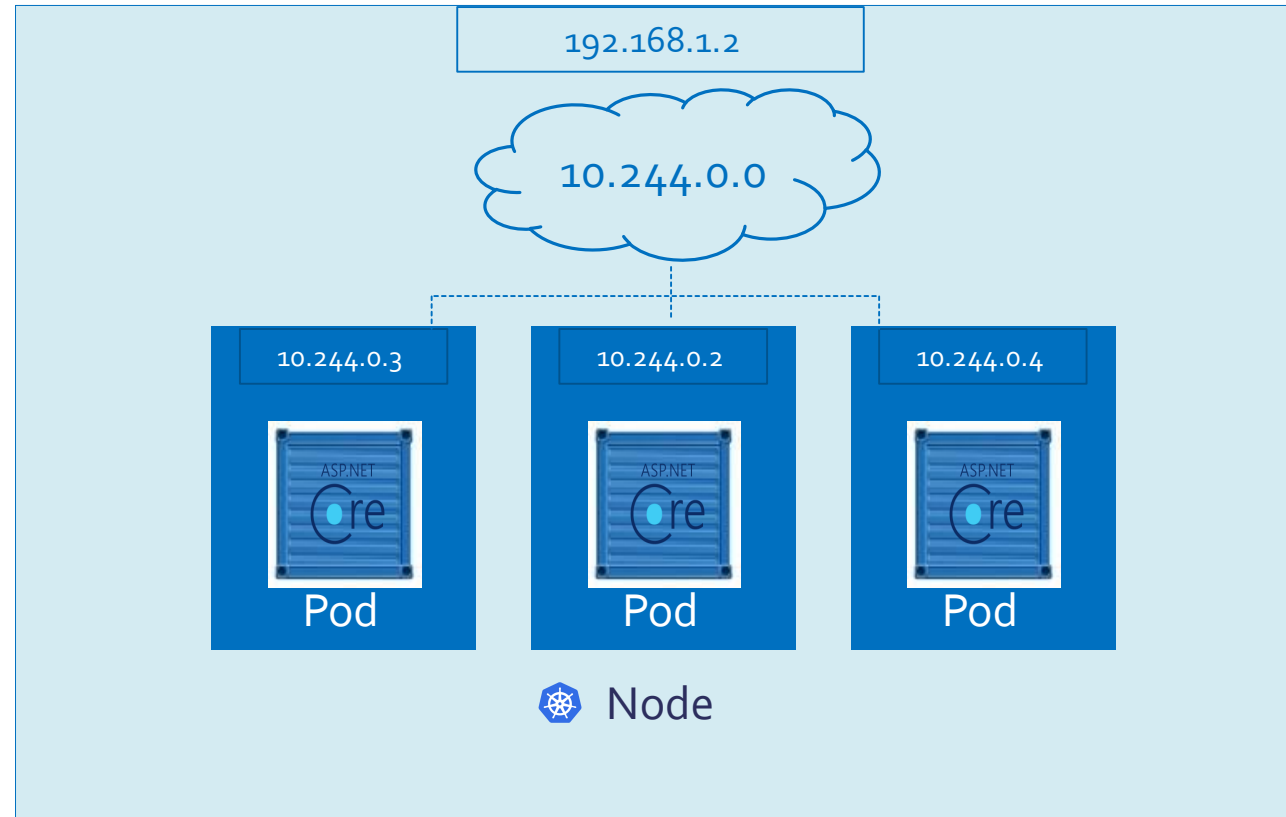 192.168.1.2
10.244.0.0
10.244.0.3
10.244.0.2
10.244.0.4
ASP.NET
Core
ASP.NET
Core
ASP.NET
Core
Pod
Pod
Pod
Node